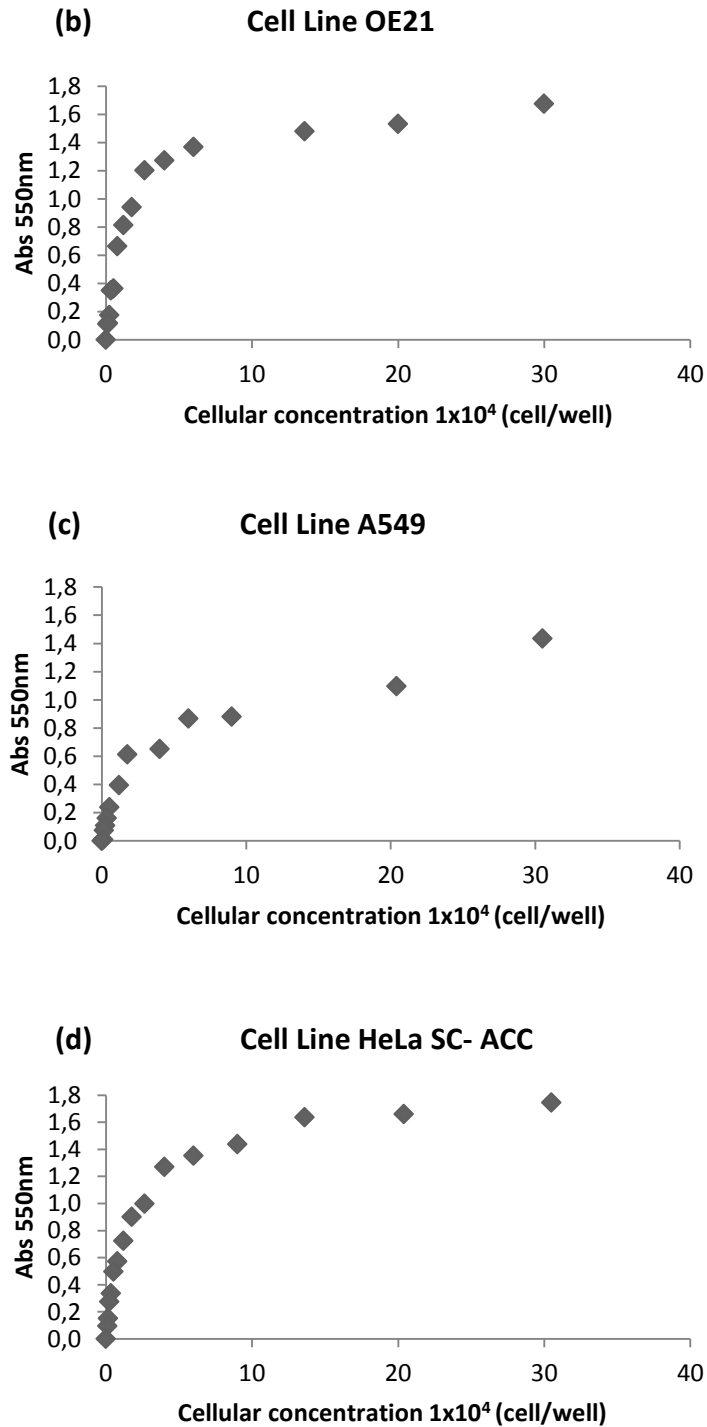 (b) Cell Line OE21
1,8
1,6
1,4
1,2
1,0
0,8
0,6
0,4
0,2
0,0
Abs 550nm
0 10 20 30 40
Cellular concentration 1x10⁴ (cell/well)
(c) Cell Line A549
1,8
1,6
1,4
1,2
1,0
0,8
0,6
0,4
0,2
0,0
Abs 550nm
0 10 20 30 40
Cellular concentration 1x10⁴ (cell/well)
(d) Cell Line HeLa SC- ACC
1,8
1,6
1,4
1,2
1,0
0,8
0,6
0,4
0,2
0,0
Abs 550nm
0 10 20 30 40
Cellular concentration 1x10⁴ (cell/well)